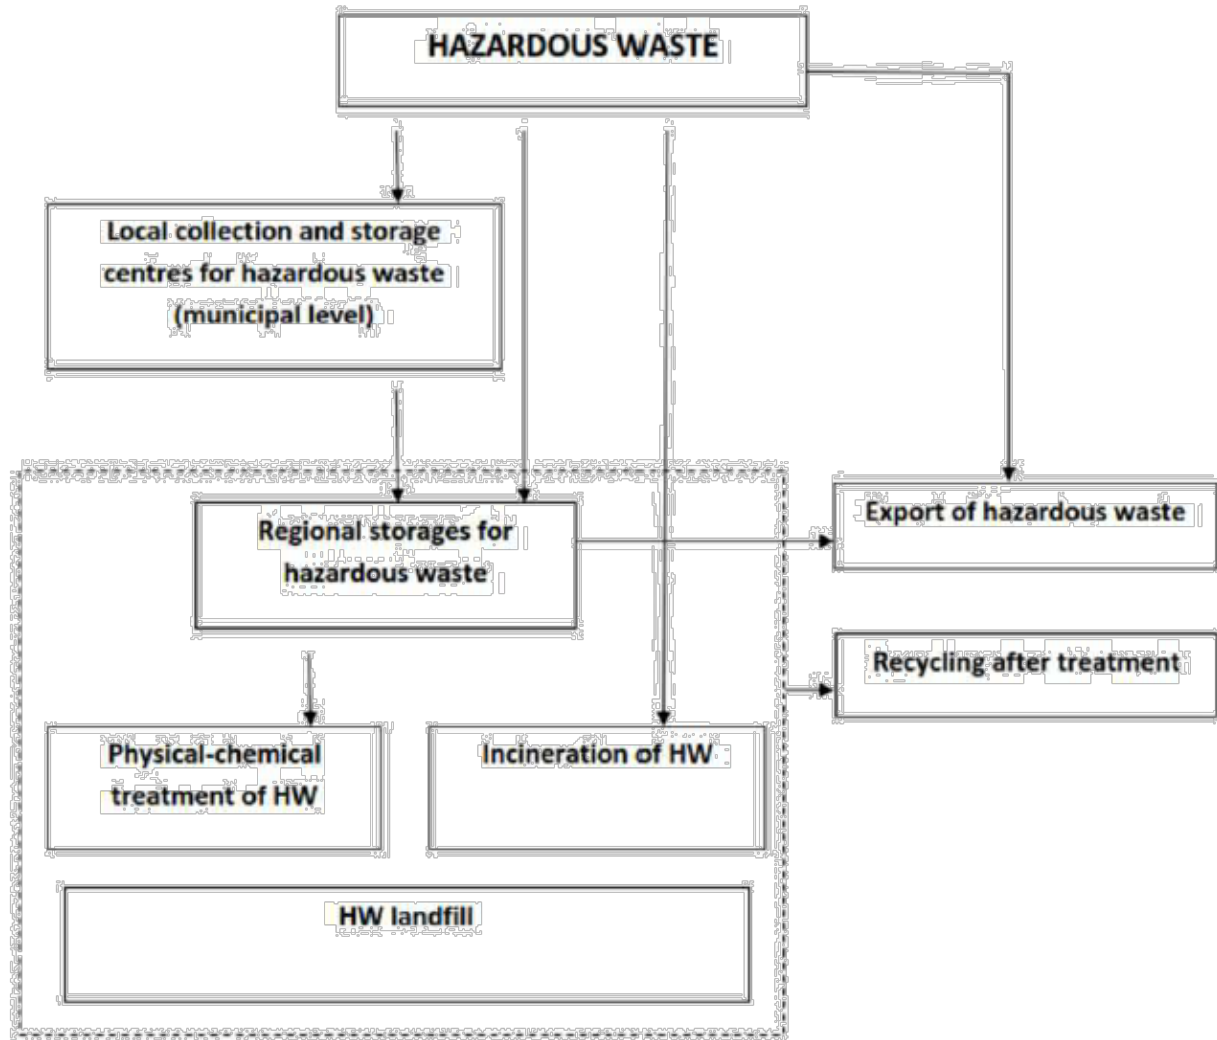 HAZARDOUS WASTE
Local collection and storage
centres for hazardous waste
(municipal level)
Regional storages for
hazardous waste
Export of hazardous waste
Recycling after treatment
Physical-chemical
treatment of HW
Incineration of HW
HW landfill